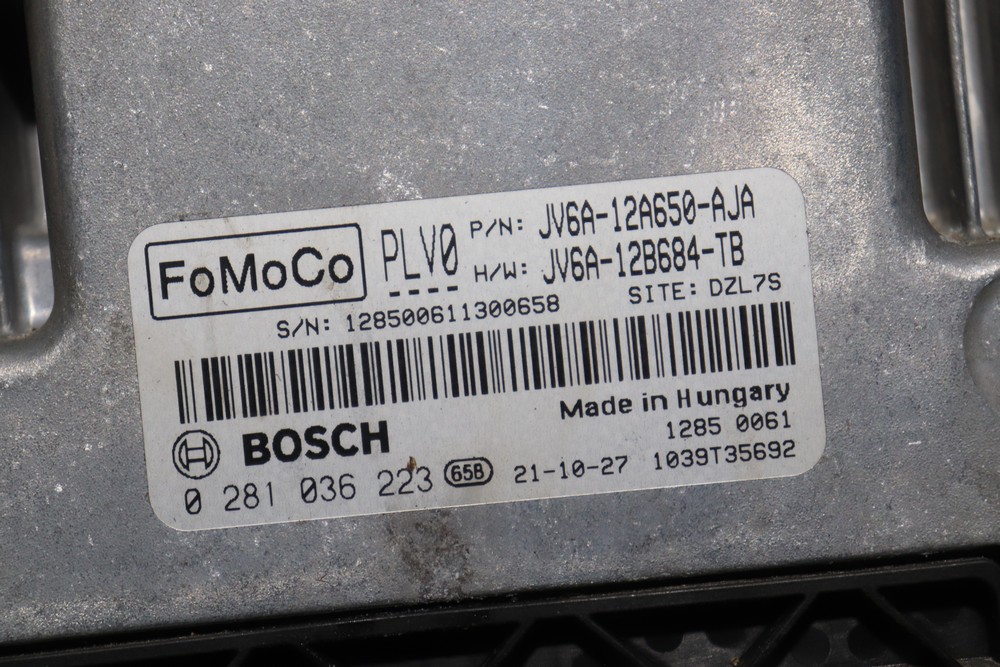 FoMoCo PLV0 P/N: JV6A-12A650-AJA
H/W: JV6A-12B684-TB
S/N: 128500611300658 SITE: DZL7S
Made in Hungary
BOSCH 1285 0061
0 281 036 223 65B 21-10-27 1039T35692